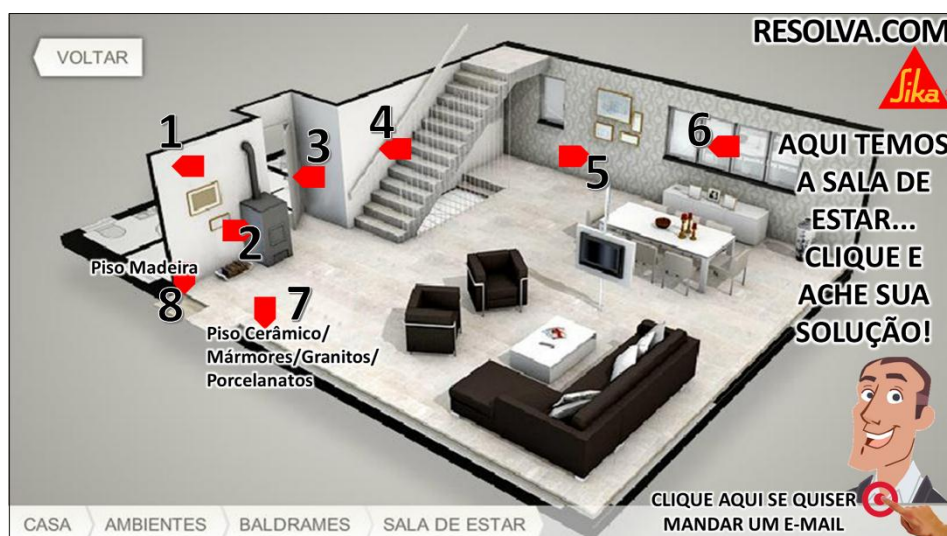 VOLTAR
RESOLVA.COM
Sika
AQUI TEMOS
A SALA DE
ESTAR...
CLIQUE E
ACHE SUA
SOLUÇÃO!
1
2
3
4
5
6
Piso Madeira
8
7
Piso Cerâmico/
Mármores/Granitos/
Porcelanatos
CLIQUE AQUI SE QUISER
MANDAR UM E-MAIL
CASA
AMBIENTES
BALDRAMES
SALA DE ESTAR